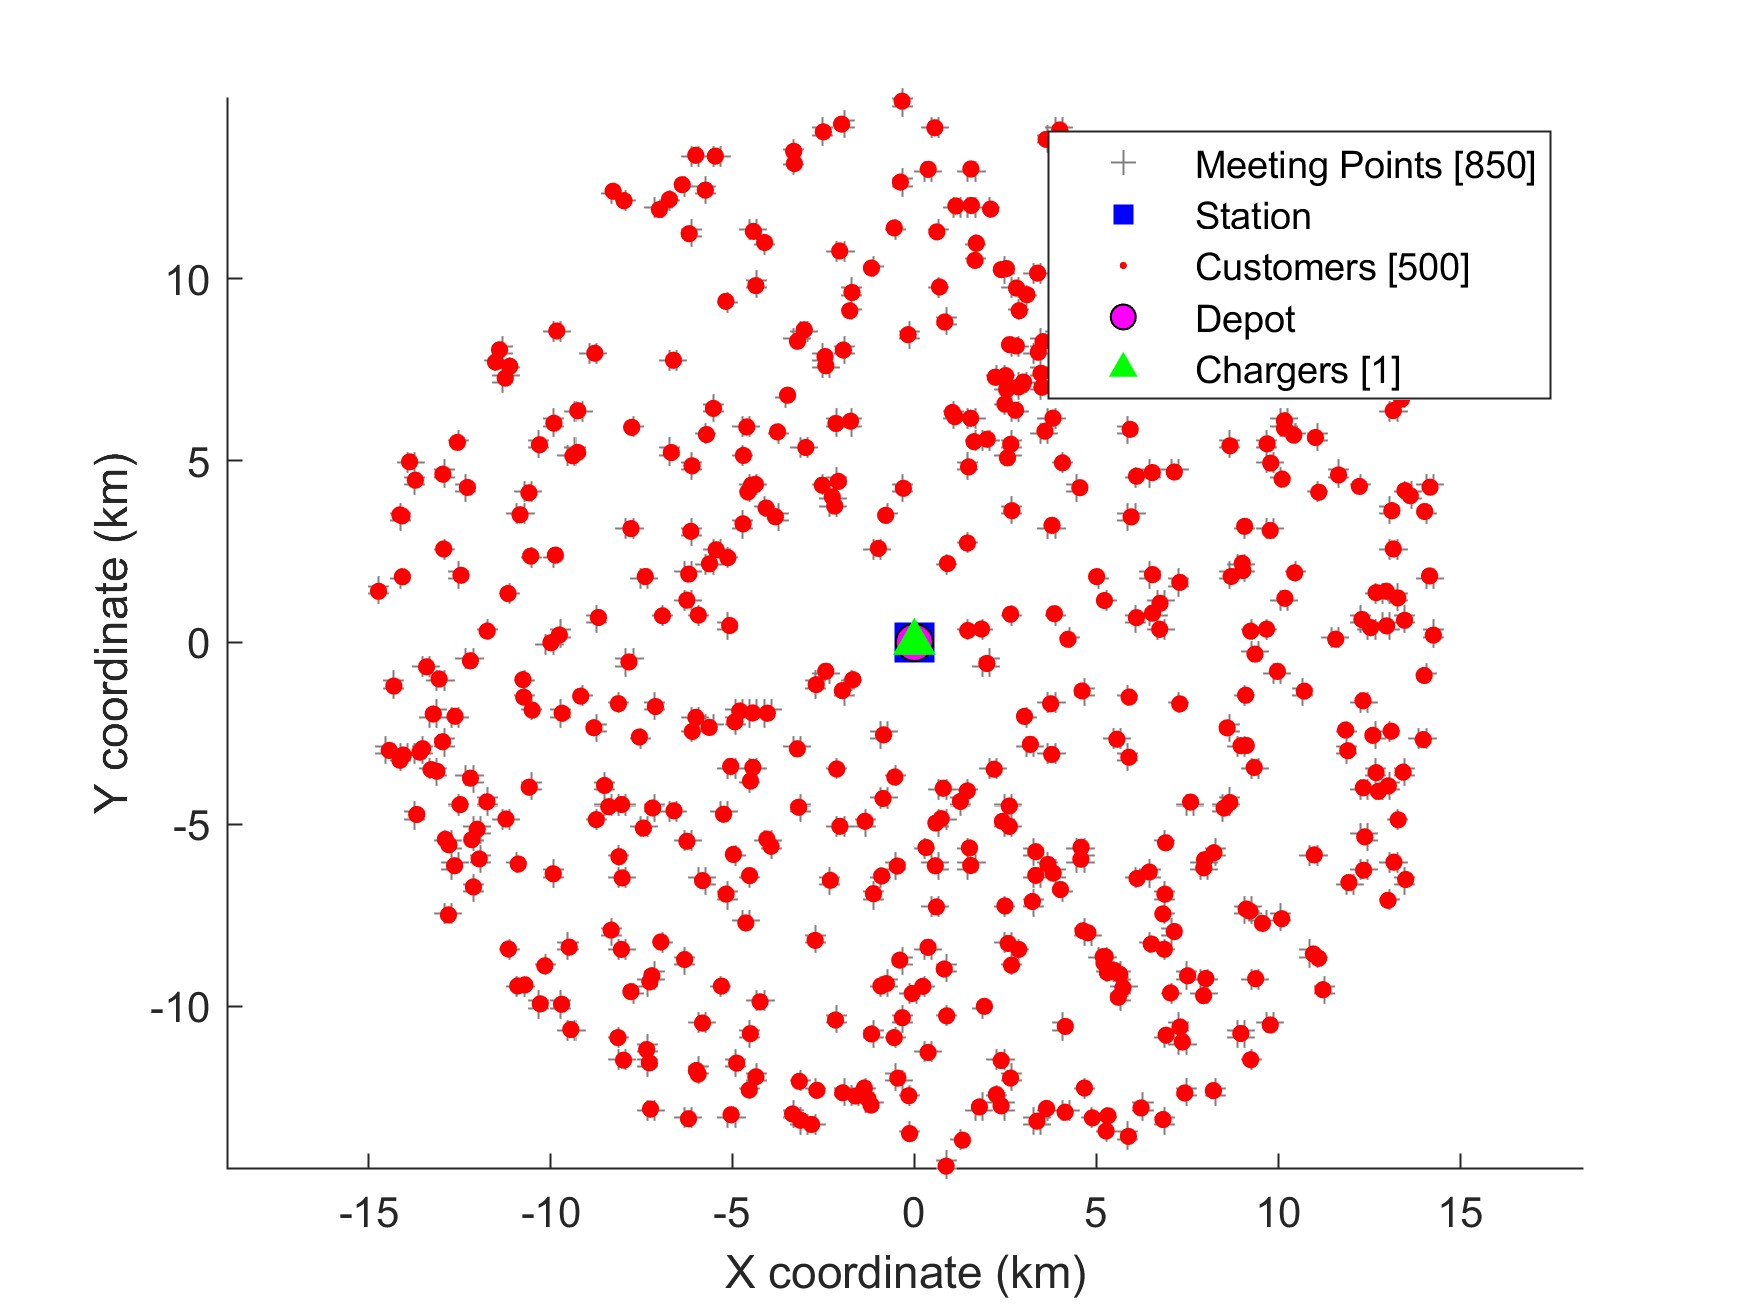 Meeting Points [850]
Station
Customers [500]
Depot
Chargers [1]
10
5
0
-5
-10
Y coordinate (km)
-15 -10 -5 0 5 10 15
X coordinate (km)